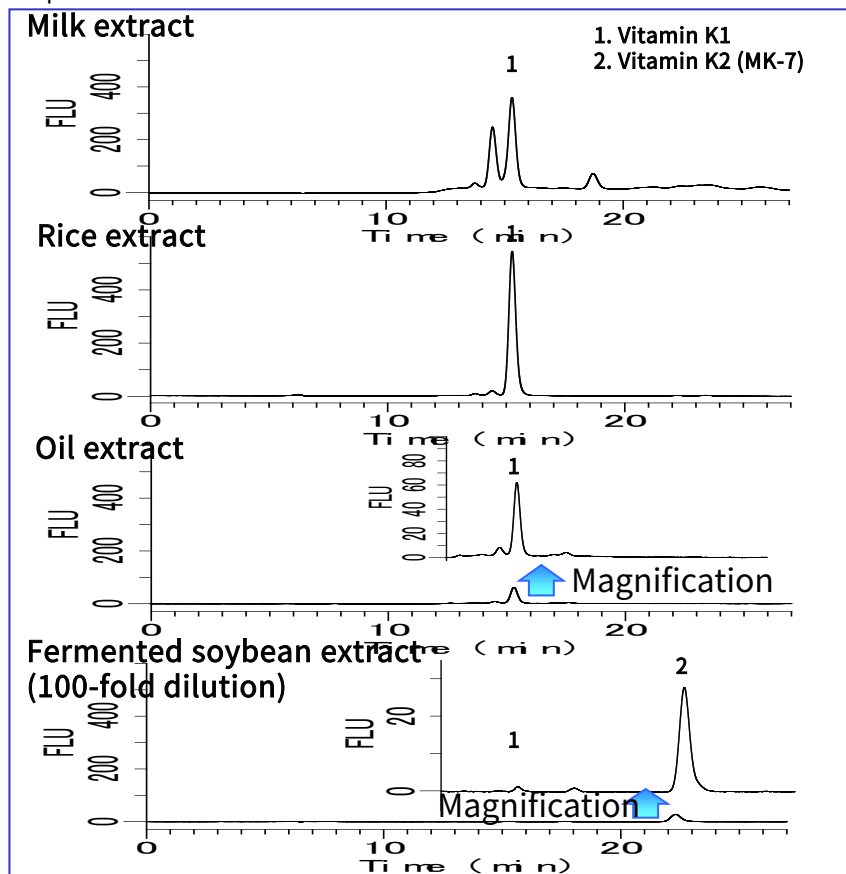 Milk extract
1. Vitamin K1
2. Vitamin K2 (MK-7)
1
FLU
400
200
0
0 10 20
Time (min)
Rice extract
1
FLU
400
200
0
0 10 20
Time (min)
Oil extract
1
FLU
80
60
40
20
0
FLU
400
200
0
Magnification
0 10 20
Time (min)
Fermented soybean extract
(100-fold dilution)
2
1
FLU
20
0
FLU
400
200
0
Magnification
0 10 20
Time (min)